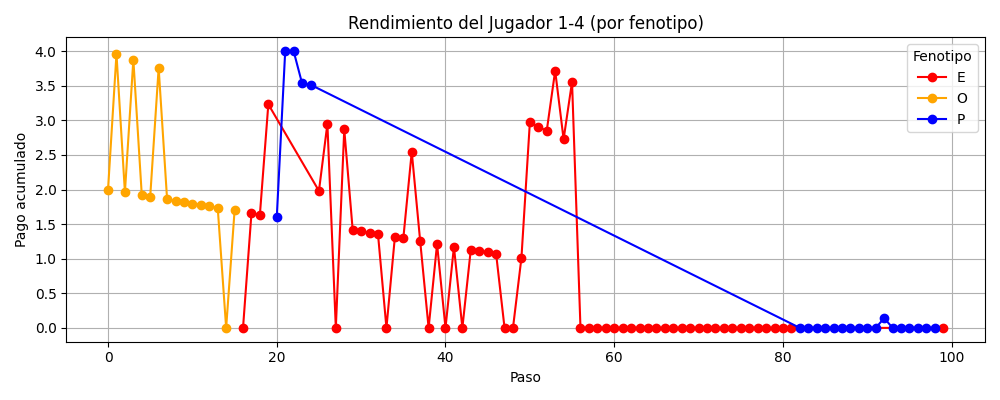 Rendimiento del Jugador 1-4 (por fenotipo)
Pago acumulado
4.0
3.5
3.0
2.5
2.0
1.5
1.0
0.5
0.0
Fenotipo
E
O
P
0
20
40
60
80
100
Paso